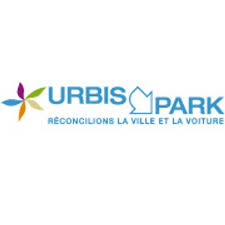 URBIS PARK
RÉCONCILIONS LA VILLE ET LA VOITURE